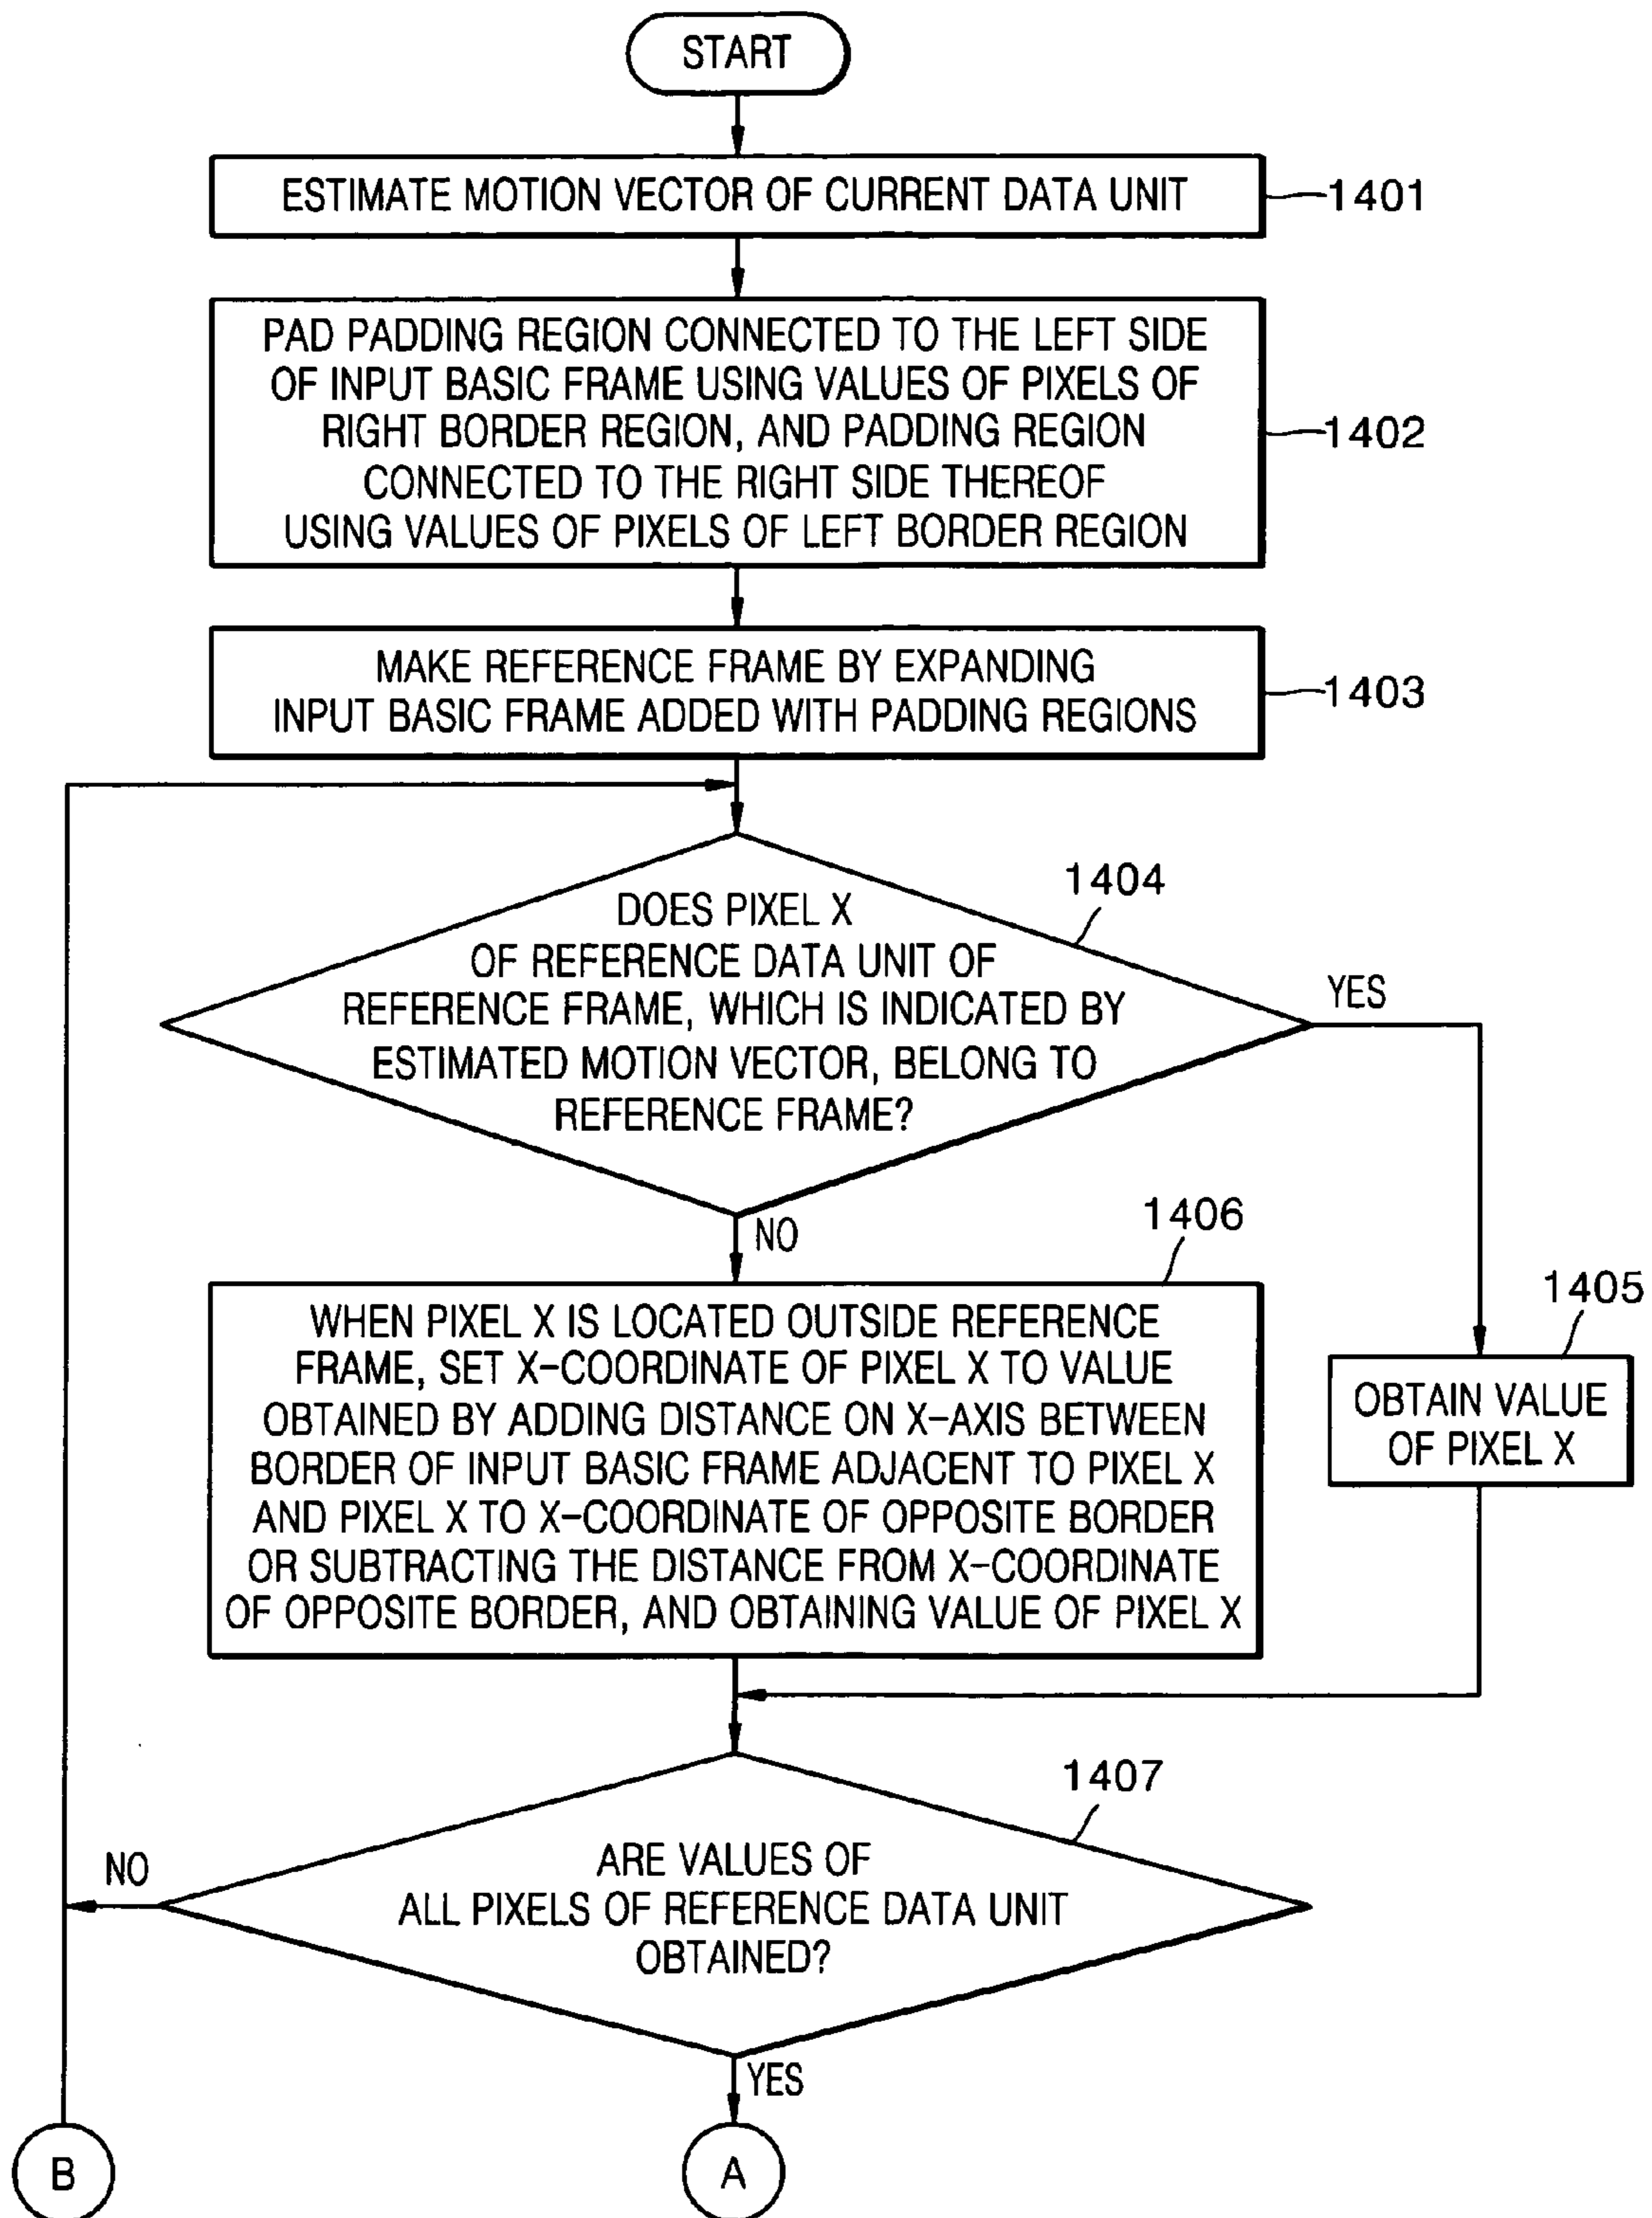 START
ESTIMATE MOTION VECTOR OF CURRENT DATA UNIT
1401
PAD PADDING REGION CONNECTED TO THE LEFT SIDE
OF INPUT BASIC FRAME USING VALUES OF PIXELS OF
RIGHT BORDER REGION, AND PADDING REGION
CONNECTED TO THE RIGHT SIDE THEREOF
USING VALUES OF PIXELS OF LEFT BORDER REGION
1402
MAKE REFERENCE FRAME BY EXPANDING
INPUT BASIC FRAME ADDED WITH PADDING REGIONS
1403
1404
DOES PIXEL X
OF REFERENCE DATA UNIT OF
REFERENCE FRAME, WHICH IS INDICATED BY
ESTIMATED MOTION VECTOR, BELONG TO
REFERENCE FRAME?
YES
NO
1406
WHEN PIXEL X IS LOCATED OUTSIDE REFERENCE
FRAME, SET X-COORDINATE OF PIXEL X TO VALUE
OBTAINED BY ADDING DISTANCE ON X-AXIS BETWEEN
BORDER OF INPUT BASIC FRAME ADJACENT TO PIXEL X
AND PIXEL X TO X-COORDINATE OF OPPOSITE BORDER
OR SUBTRACTING THE DISTANCE FROM X-COORDINATE
OF OPPOSITE BORDER, AND OBTAINING VALUE OF PIXEL X
1405
OBTAIN VALUE
OF PIXEL X
1407
ARE VALUES OF
ALL PIXELS OF REFERENCE DATA UNIT
OBTAINED?
NO
YES
B
A